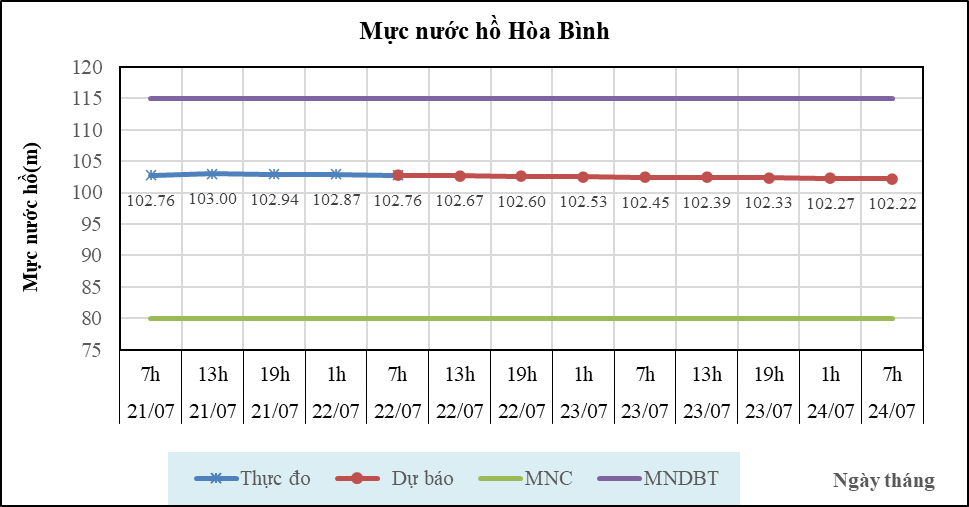 Mực nước hồ Hòa Bình
Mực nước hồ(m)
120
115
110
105
100
95
90
85
80
75
102.76 103.00 102.94 102.87 102.76 102.67 102.60 102.53 102.45 102.39 102.33 102.27 102.22
7h 13h 19h 1h 7h 13h 19h 1h 7h 13h 19h 1h 7h
21/07 21/07 21/07 22/07 22/07 22/07 22/07 23/07 23/07 23/07 23/07 24/07 24/07
Thực đo Dự báo MNC MNDBT
Ngày tháng